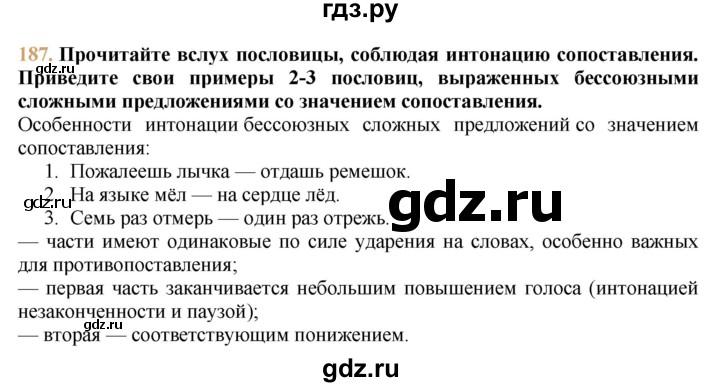 гдз.ру
187. Прочитайте вслух пословицы, соблюдая интонацию сопоставления.
Приведите свои примеры 2-3 пословиц, выраженных бессоюзными
сложными предложениями со значением сопоставления.
Особенности интонации бессоюзных сложных предложений со значением
сопоставления:
1. Пожалеешь лычка — отдашь ремешок.
2. На языке мёл — на сердце лёд.
3. Семь раз отмерь — один раз отрежь.
gdz.ru
gdz.ru
gdz.ru
— части имеют одинаковые по силе ударения на словах, особенно важных
для противопоставления;
— первая часть заканчивается небольшим повышением голоса (интонацией
незаконченности и паузой);
— вторая — соответствующим понижением.
gdz.ru
gdz.ru